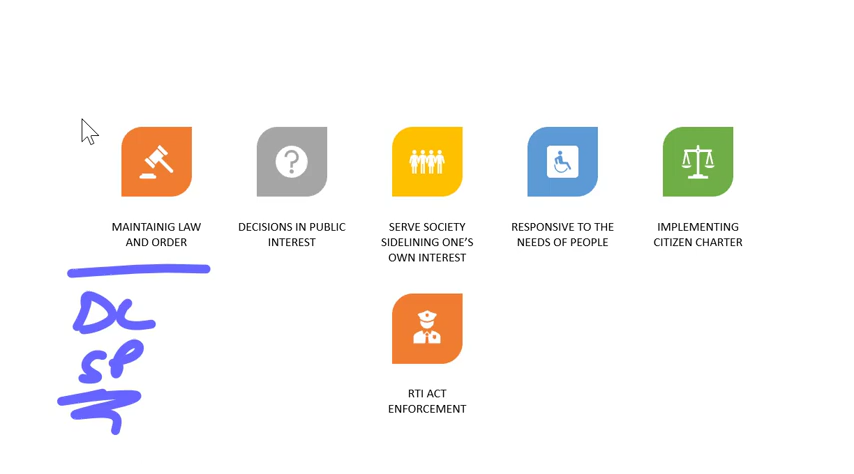 MAINTAINIG LAW
AND ORDER
DECISIONS IN PUBLIC
INTEREST
SERVE SOCIETY
SIDELINING ONE'S
OWN INTEREST
RESPONSIVE TO THE
NEEDS OF PEOPLE
IMPLEMENTING
CITIZEN CHARTER
DC
SP
RTI ACT
ENFORCEMENT